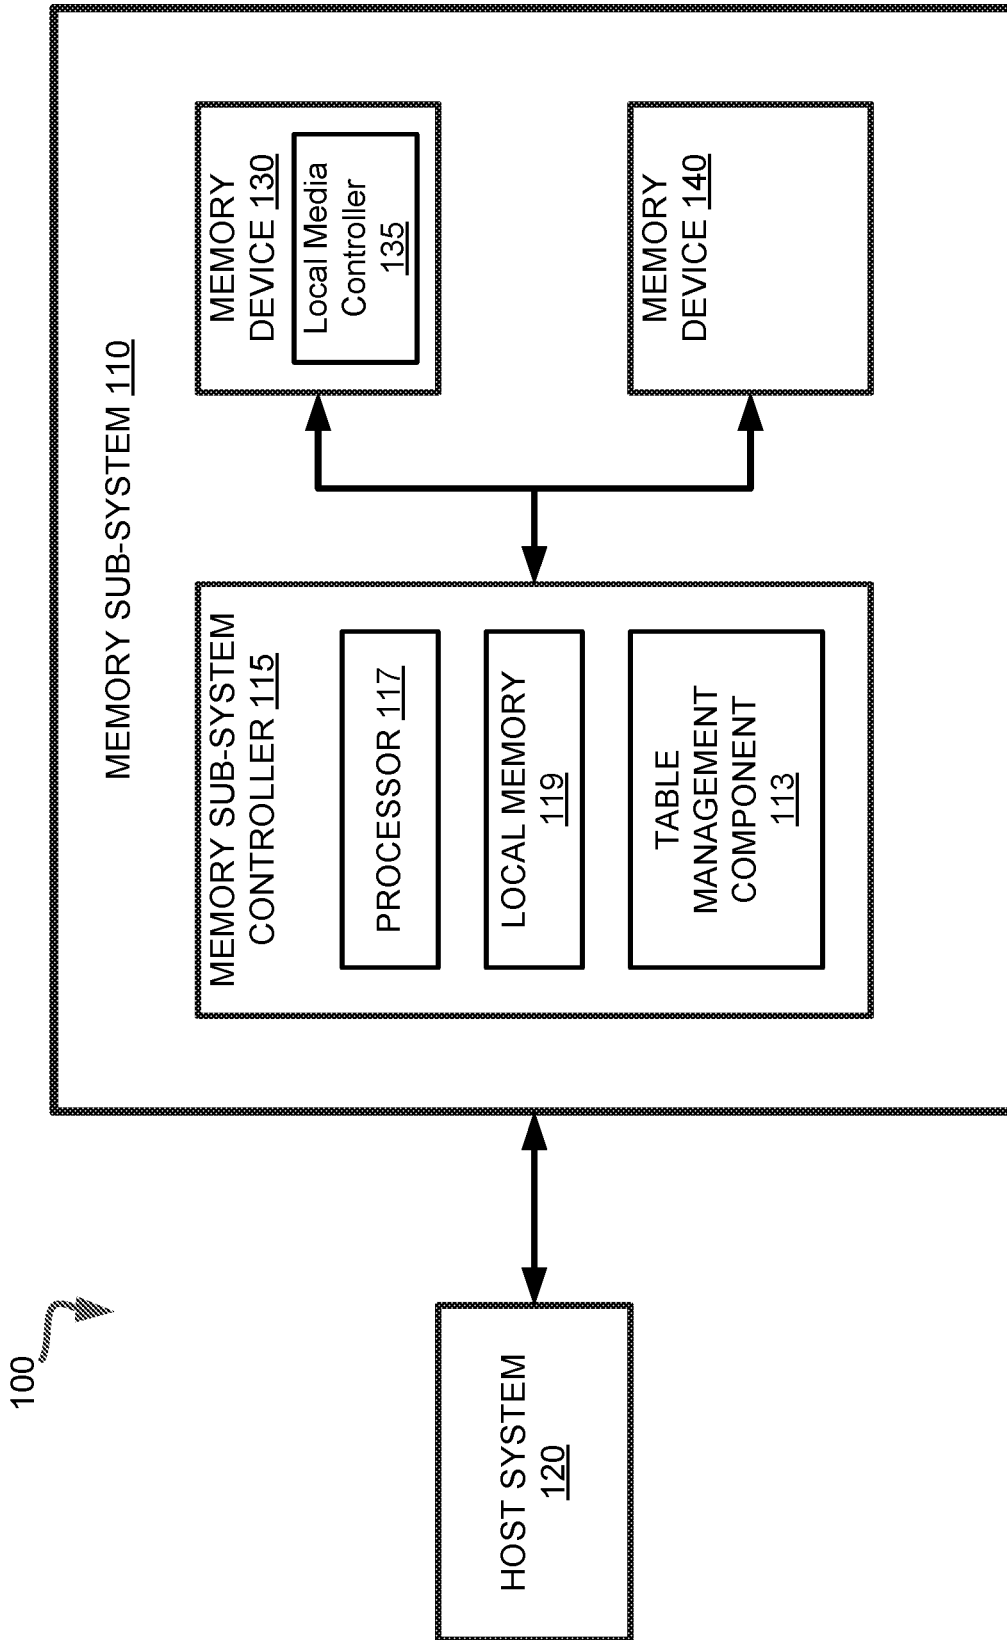 100
HOST SYSTEM
120
MEMORY SUB-SYSTEM 110
MEMORY SUB-SYSTEM
CONTROLLER 115
PROCESSOR 117
LOCAL MEMORY
119
TABLE
MANAGEMENT
COMPONENT
113
MEMORY
DEVICE 130
Local Media
Controller
135
MEMORY
DEVICE 140